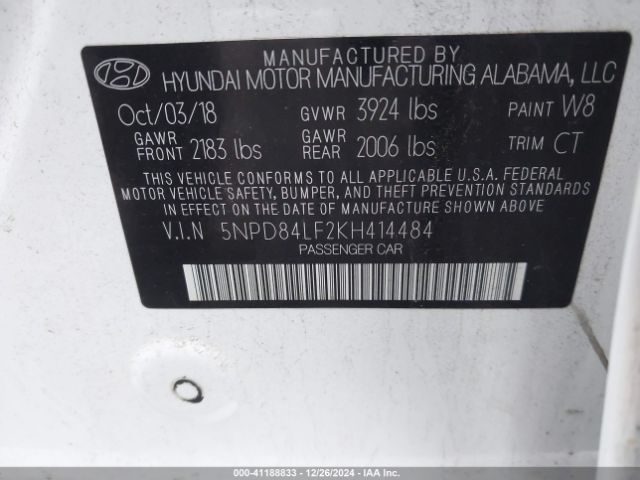 MANUFACTURED BY
HYUNDAI MOTOR MANUFACTURING ALABAMA, LLC
Oct/03/18 GVWR 3924 lbs PAINT W8
GAWR FRONT 2183 lbs GAWR REAR 2006 lbs TRIM CT
THIS VEHICLE CONFORMS TO ALL APPLICABLE U.S.A. FEDERAL
MOTOR VEHICLE SAFETY, BUMPER, AND THEFT PREVENTION STANDARDS
IN EFFECT ON THE DATE OF MANUFACTURE SHOWN ABOVE.
V.I.N 5NPD84LF2KH414484
PASSENGER CAR
000-41188833 - 12/26/2024 - IAA Inc.